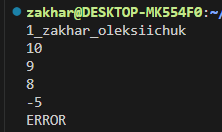 zakhar@DESKTOP-MK554F0:~/
1_zakhar_oleksiichuk
10
9
8
-5
ERROR